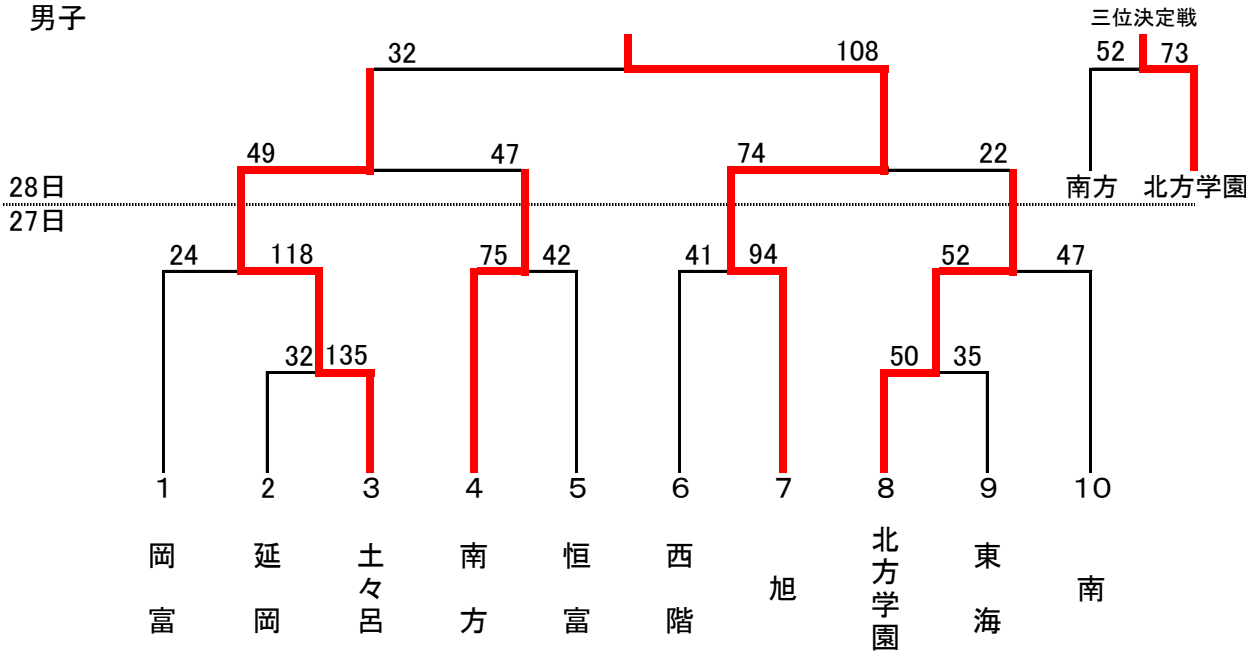 男子
三位決定戦
32 108 52 73
49 47 74 22
南方 北方学園
28日
27日
24 118 75 42 41 94 52 47
32 135 50 35
1 2 3 4 5 6 7 8 9 10
岡富
延岡
土々呂
南方
恒富
西階
旭
北方学園
東海
南